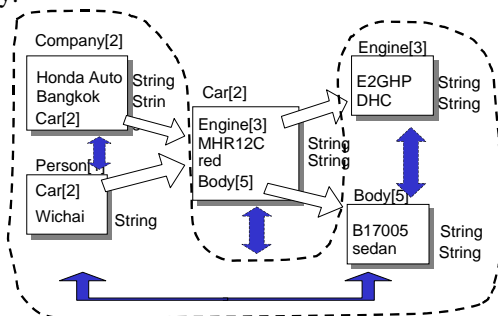 y.
Company[2]
Honda Auto
Bangkok
Car[2]
String
Strin
Person[
Car[2]
Wichai
String
Car[2]
Engine[3]
MHR12C
red
Body[5]
String
String
Engine[3]
E2GHP
DHC
String
String
Body[5]
B17005
sedan
String
String